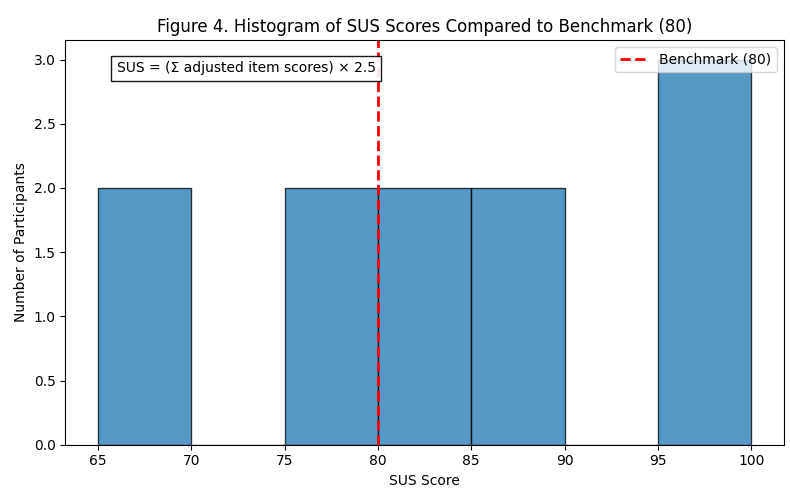 Figure 4. Histogram of SUS Scores Compared to Benchmark (80)
SUS = (Σ adjusted item scores) × 2.5
Benchmark (80)
Number of Participants
3.0
2.5
2.0
1.5
1.0
0.5
0.0
65 70 75 80 85 90 95 100
SUS Score